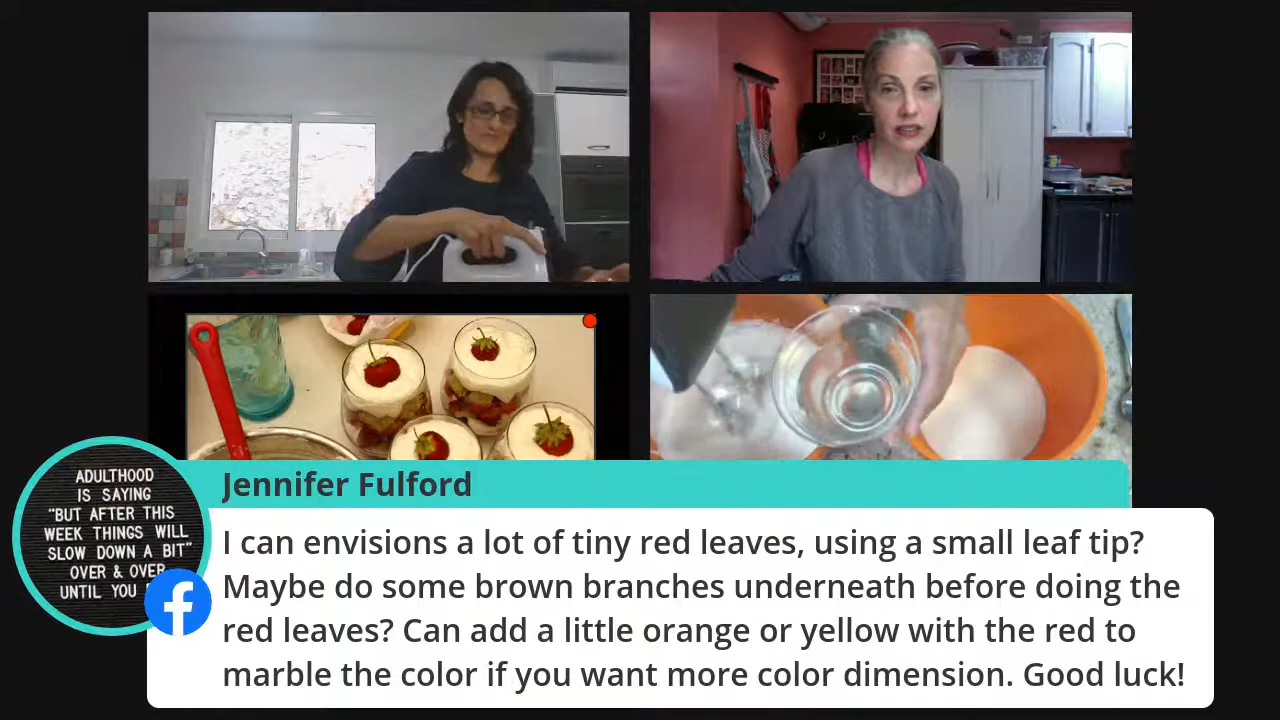 ADULTHOOD
IS SAYING
"BUT AFTER THIS
WEEK THINGS WILL
SLOW DOWN A BIT"
OVER & OVER
UNTIL YOU
Jennifer Fulford
I can envisions a lot of tiny red leaves, using a small leaf tip?
Maybe do some brown branches underneath before doing the
red leaves? Can add a little orange or yellow with the red to
marble the color if you want more color dimension. Good luck!